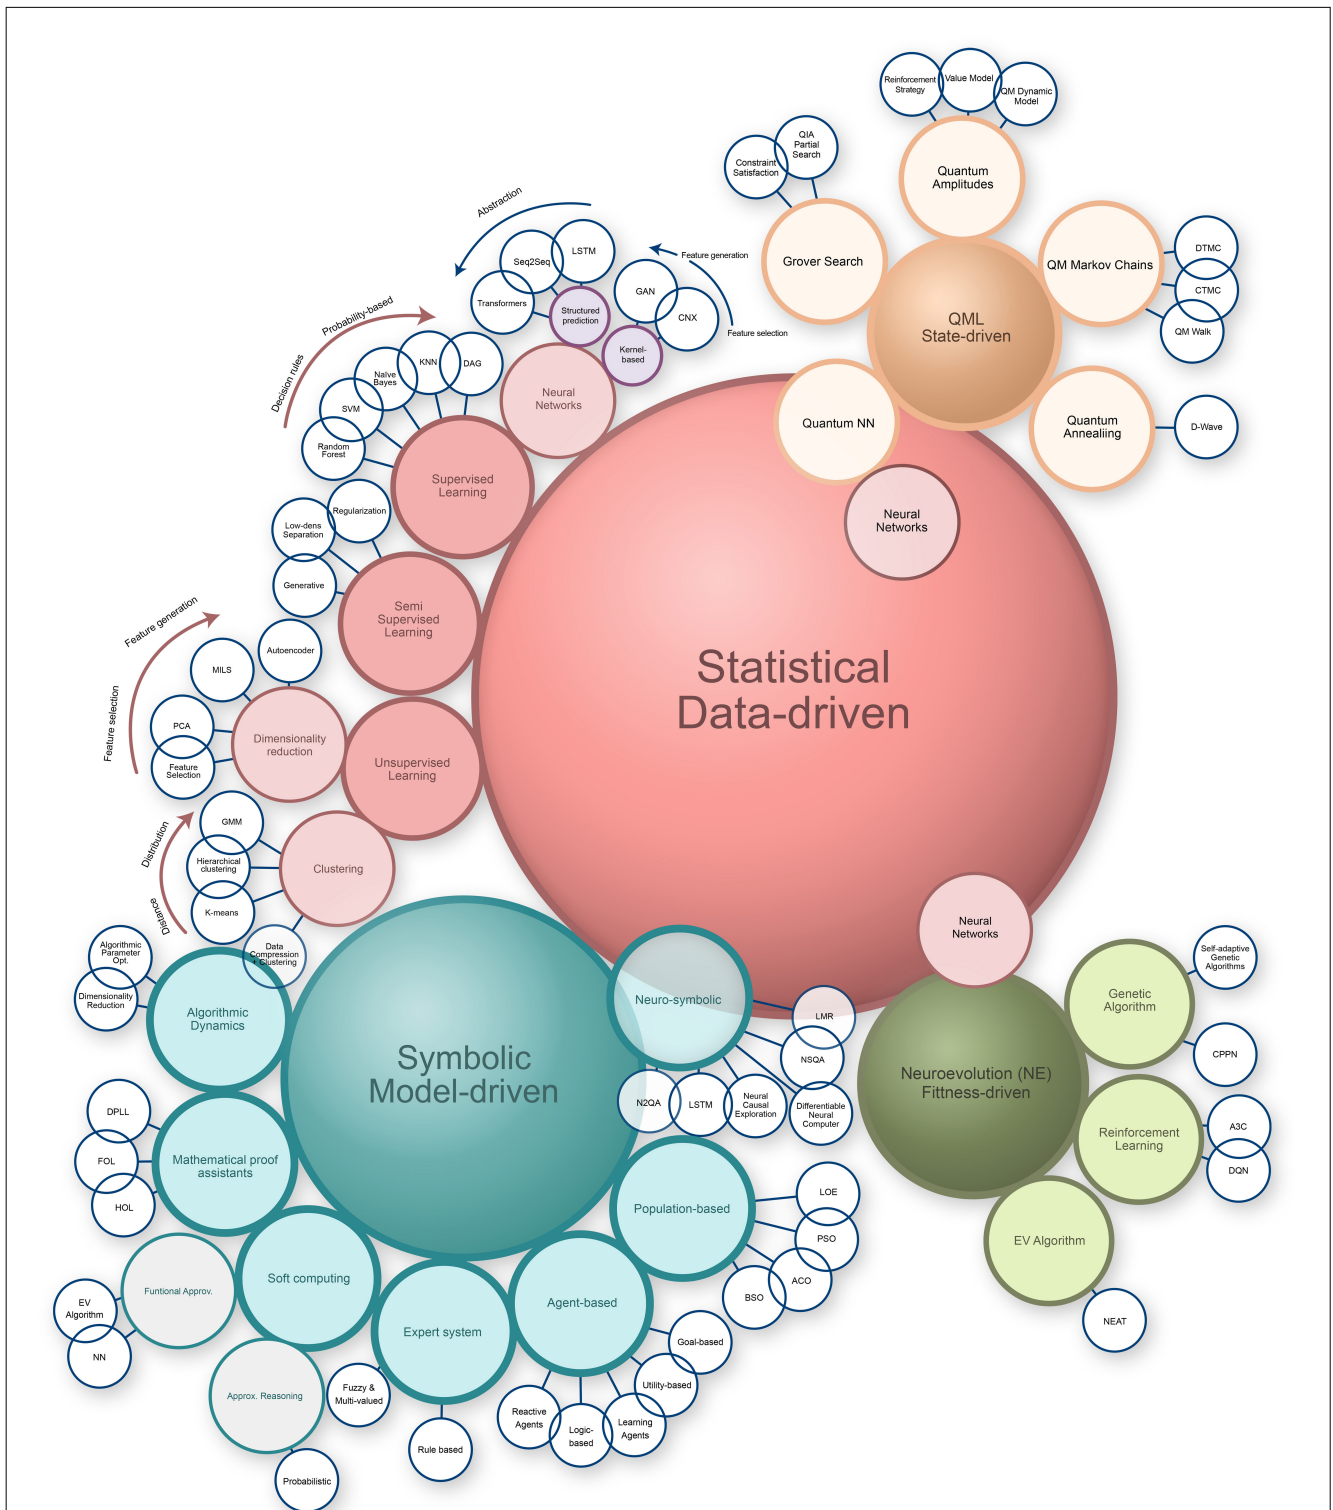 Reinforcement
Strategy
Value Model
QM Dynamic
Model
QIA
Partial
Search
Constraint
Satisfaction
Quantum
Amplitudes
Grover Search
QM Markov Chains
DTMC
CTMC
QM Walk
QML
State-driven
Quantum NN
Quantum
Annealiing
D-Wave
Neural
Networks
Abstraction
LSTM
Seq2Seq
Transformers
Structured
prediction
Feature generation
Feature selection
GAN
CNX
Kernel-
based
Neural
Networks
Probability-based
Decision rules
DAG
KNN
Naïve
Bayes
SVM
Random
Forest
Supervised
Learning
Regularization
Low-dens
Separation
Generative
Semi
Supervised
Learning
Statistical
Data-driven
Feature generation
Feature selection
Autoencoder
MILS
PCA
Feature
Selection
Dimensionality
reduction
Unsupervised
Learning
Distribution
Distance
GMM
Hierarchical
clustering
K-means
Data
Compression
+ Clustering
Clustering
Neural
Networks
Algorithmic
Parameter
Opt.
Dimensionality
Reduction
Algorithmic
Dynamics
Symbolic
Model-driven
Neuro-symbolic
LMR
NSQA
Differentiable
Neural
Computer
Neural
Causal
Exploration
LSTM
N2QA
Neuroevolution (NE)
Fittness-driven
Genetic
Algorithm
Self-adaptive
Genetic
Algorithms
CPPN
Reinforcement
Learning
A3C
DQN
EV Algorithm
NEAT
DPLL
FOL
HOL
Mathematical proof
assistants
Population-based
LOE
PSO
ACO
BSO
Soft computing
Funtional Approv.
EV
Algorithm
NN
Approx. Reasoning
Probabilistic
Expert system
Fuzzy &
Multi-valued
Rule based
Agent-based
Goal-based
Utility-based
Learning
Agents
Logic-
based
Reactive
Agents